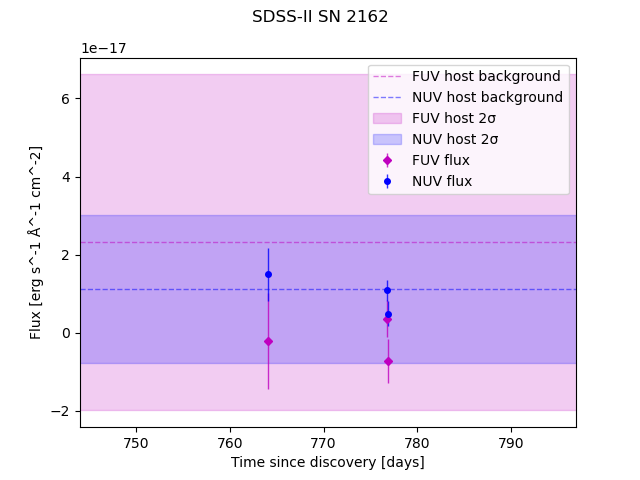 SDSS-II SN 2162
1e−17
FUV host background
NUV host background
FUV host 2σ
NUV host 2σ
FUV flux
NUV flux
6
4
2
0
−2
Flux [erg s^-1 Å^-1 cm^-2]
750 760 770 780 790
Time since discovery [days]